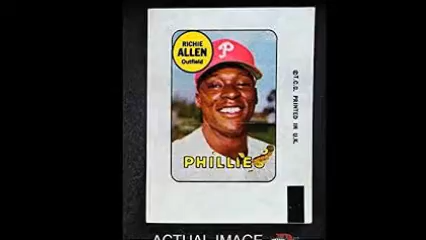 RICHIE
ALLEN
Outfield
P
PHILLIES
©T.C.G. PRINTED IN U.K.
ACTUAL IMAGE